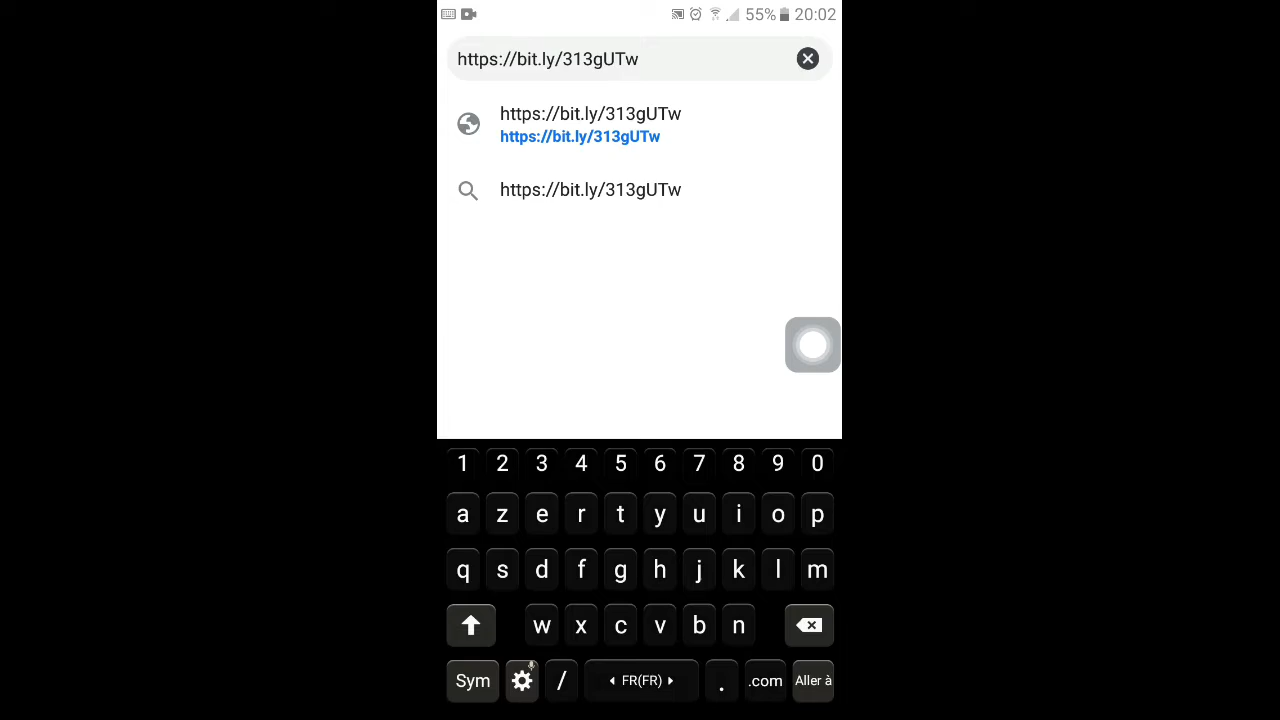 55% 20:02
https://bit.ly/313gUTw
https://bit.ly/313gUTw
https://bit.ly/313gUTw
https://bit.ly/313gUTw
1 2 3 4 5 6 7 8 9 0
a z e r t y u i o p
q s d f g h j k l m
w x c v b n
Sym / FR(FR) . .com Aller à